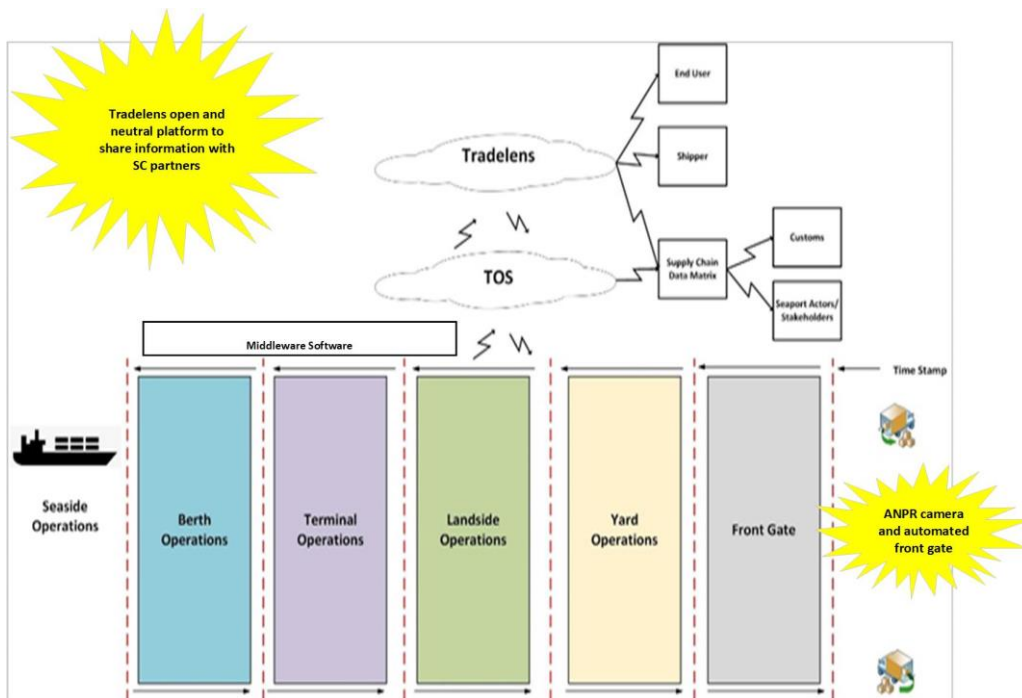 Tradelens open and
neutral platform to
share information with
SC partners
End User
Tradelens
Shipper
TOS
Supply Chain
Data Matrix
Customs
Seaport Actors/
Stakeholders
Middleware Software
Time Stamp
Seaside
Operations
Berth
Operations
Terminal
Operations
Landside
Operations
Yard
Operations
Front Gate
ANPR camera
and automated
front gate